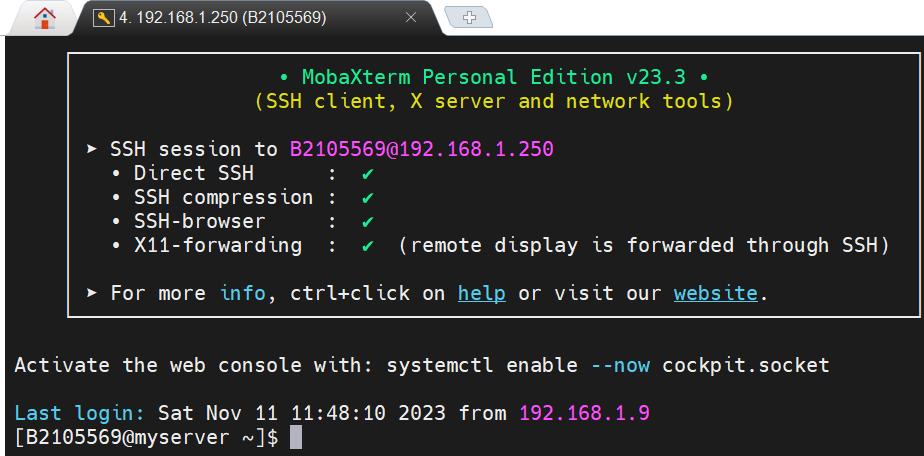 4. 192.168.1.250 (B2105569)
• MobaXterm Personal Edition v23.3 •
(SSH client, X server and network tools)
➤ SSH session to B2105569@192.168.1.250
• Direct SSH : ✔
• SSH compression : ✔
• SSH-browser : ✔
• X11-forwarding : ✔ (remote display is forwarded through SSH)
➤ For more info, ctrl+click on help or visit our website.
Activate the web console with: systemctl enable --now cockpit.socket
Last login: Sat Nov 11 11:48:10 2023 from 192.168.1.9
[B2105569@myserver ~]$